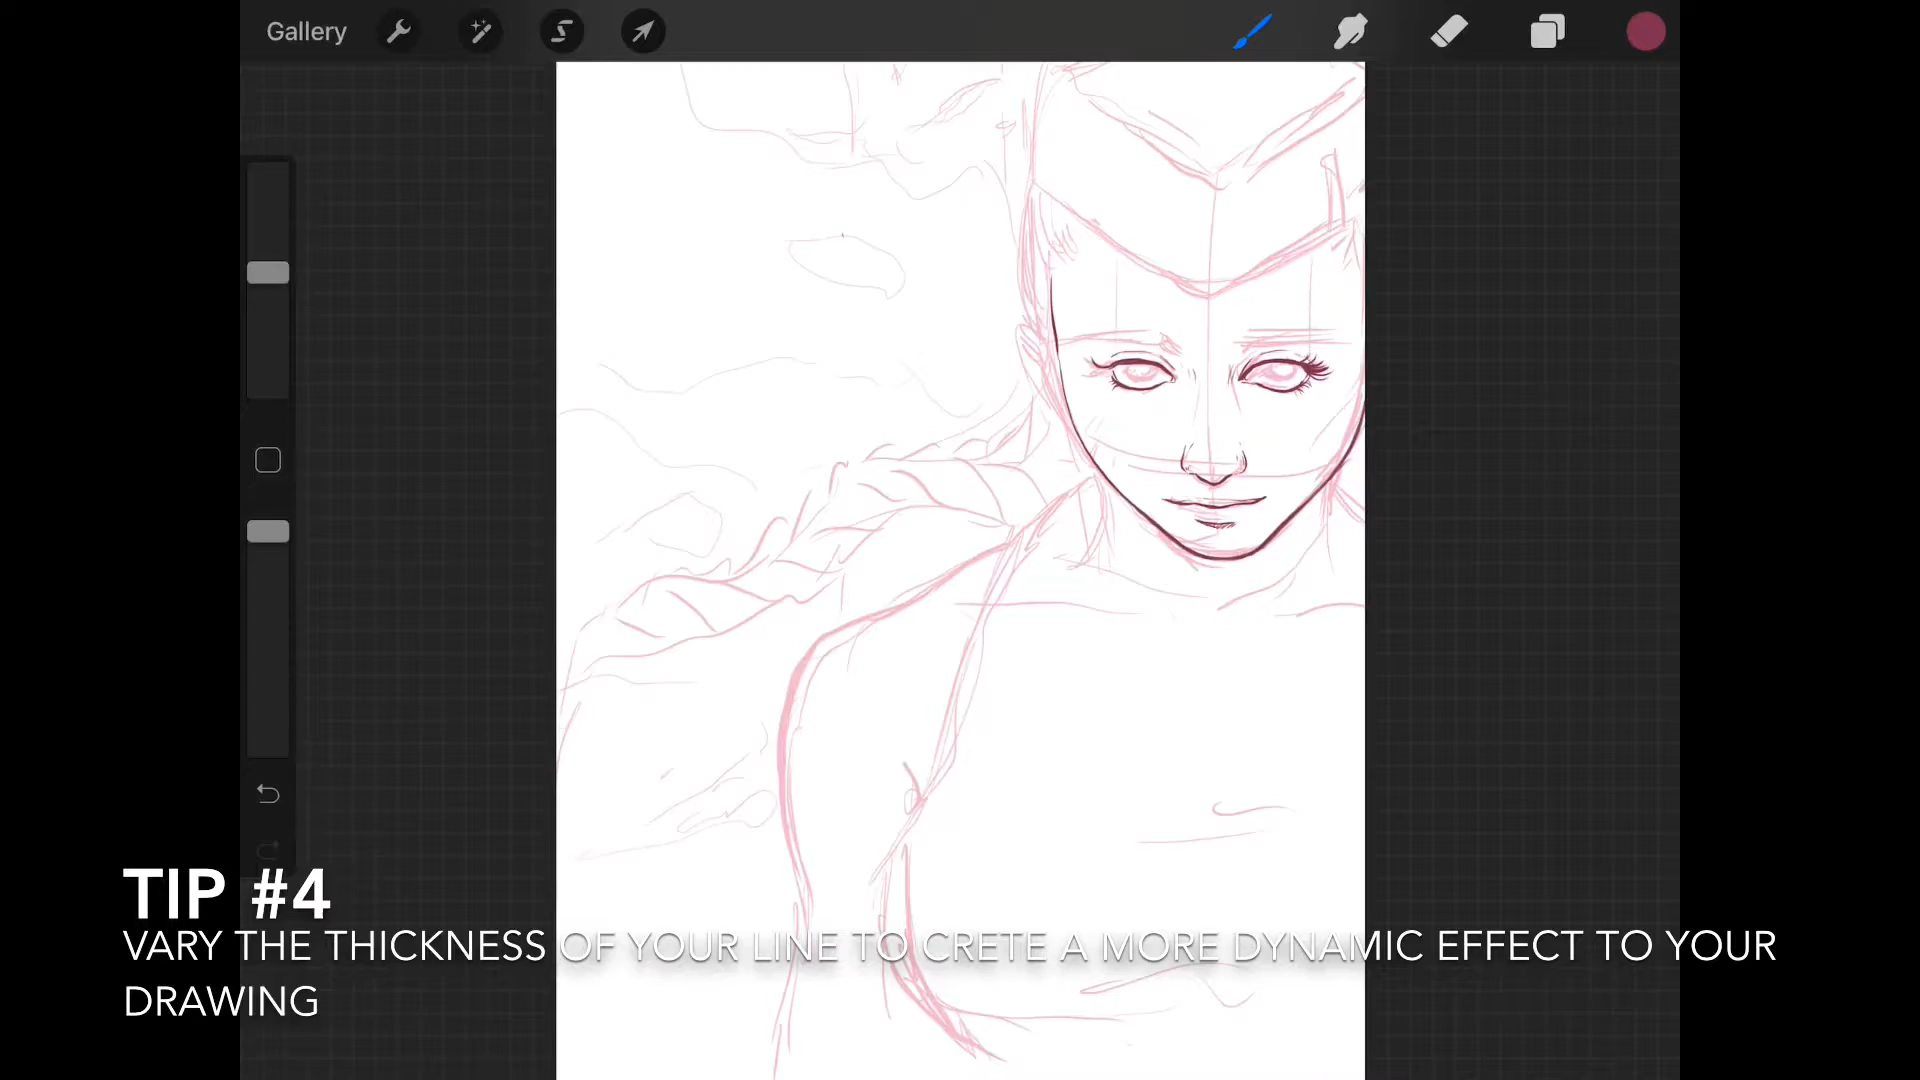 Gallery
TIP #4
VARY THE THICKNESS OF YOUR LINE TO CRETE A MORE DYNAMIC EFFECT TO YOUR
DRAWING